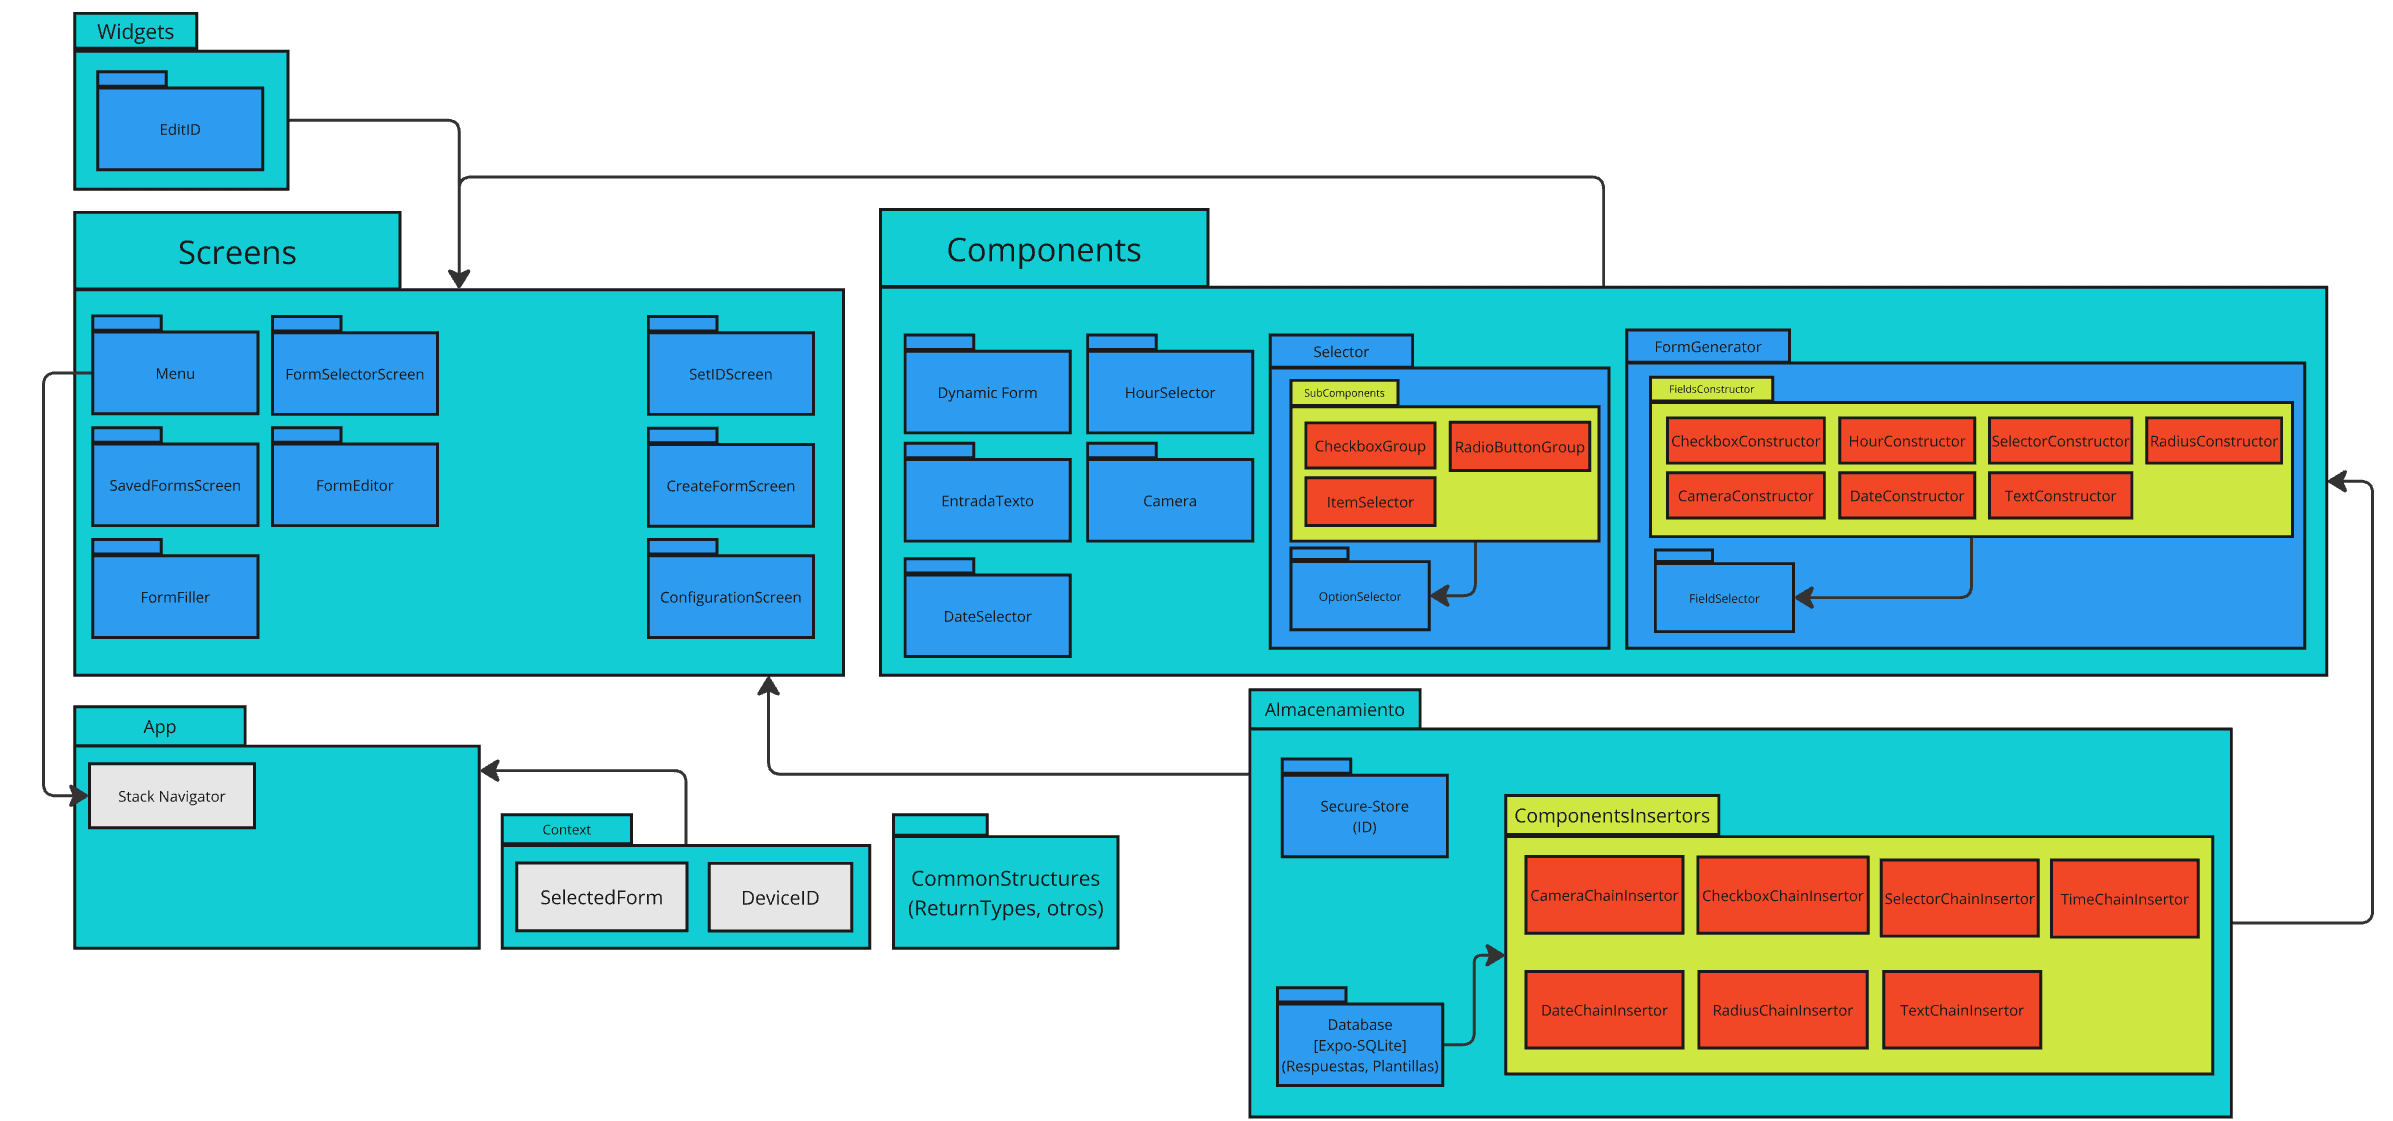 Widgets
EditID
Screens
Menu
FormSelectorScreen
SetIDScreen
SavedFormsScreen
FormEditor
CreateFormScreen
FormFiller
ConfigurationScreen
Components
Dynamic Form
HourSelector
EntradaTexto
Camera
DateSelector
Selector
SubComponents
CheckboxGroup
RadioButtonGroup
ItemSelector
OptionSelector
FormGenerator
FieldsConstructor
CheckboxConstructor
HourConstructor
SelectorConstructor
RadiusConstructor
CameraConstructor
DateConstructor
TextConstructor
FieldSelector
App
Stack Navigator
Context
SelectedForm
DeviceID
CommonStructures
(ReturnTypes, otros)
Almacenamiento
Secure-Store
(ID)
ComponentsInsertors
CameraChainInsertor
CheckboxChainInsertor
SelectorChainInsertor
TimeChainInsertor
DateChainInsertor
RadiusChainInsertor
TextChainInsertor
Database
[Expo-SQLite]
(Respuestas, Plantillas)